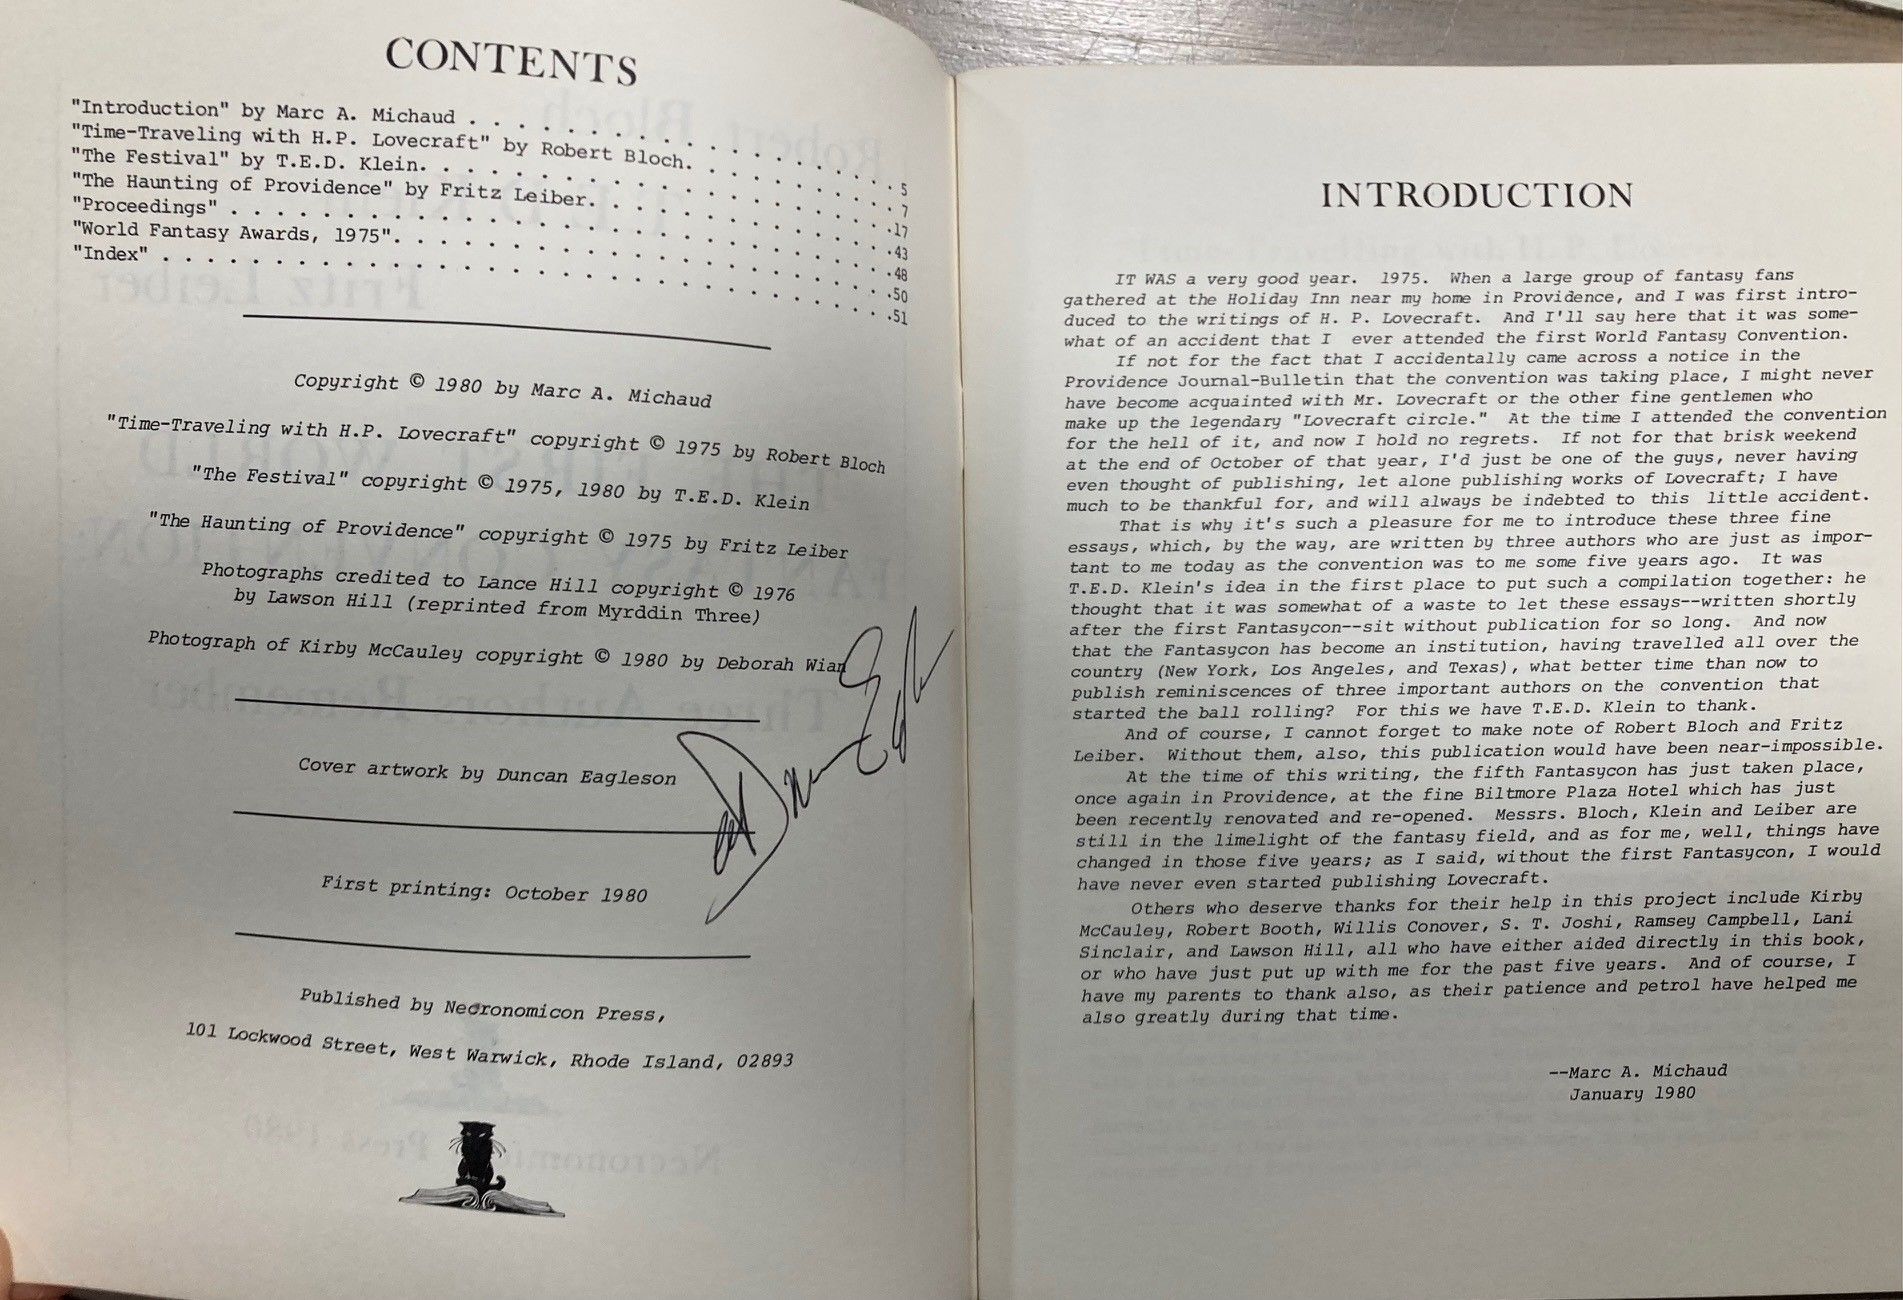 CONTENTS
"Introduction" by Marc A. Michaud . . . . . . . . . . . . . . . . . . . 5
"Time-Traveling with H.P. Lovecraft" by Robert Bloch. . . . . . . . . . 7
"The Festival" by T.E.D. Klein. . . . . . . . . . . . . . . . . . . . .17
"The Haunting of Providence" by Fritz Leiber. . . . . . . . . . . . . .43
"Proceedings" . . . . . . . . . . . . . . . . . . . . . . . . . . . . .48
"World Fantasy Awards, 1975". . . . . . . . . . . . . . . . . . . . . .50
"Index" . . . . . . . . . . . . . . . . . . . . . . . . . . . . . . . .51
Copyright © 1980 by Marc A. Michaud
"Time-Traveling with H.P. Lovecraft" copyright © 1975 by Robert Bloch
"The Festival" copyright © 1975, 1980 by T.E.D. Klein
"The Haunting of Providence" copyright © 1975 by Fritz Leiber
Photographs credited to Lance Hill copyright © 1976
by Lawson Hill (reprinted from Myrddin Three)
Photograph of Kirby McCauley copyright © 1980 by Deborah Wian
Cover artwork by Duncan Eagleson
First printing: October 1980
Published by Necronomicon Press,
101 Lockwood Street, West Warwick, Rhode Island, 02893
INTRODUCTION
IT WAS a very good year. 1975. When a large group of fantasy fans
gathered at the Holiday Inn near my home in Providence, and I was first intro-
duced to the writings of H. P. Lovecraft. And I'll say here that it was some-
what of an accident that I ever attended the first World Fantasy Convention.
If not for the fact that I accidentally came across a notice in the
Providence Journal-Bulletin that the convention was taking place, I might never
have become acquainted with Mr. Lovecraft or the other fine gentlemen who
make up the legendary "Lovecraft circle." At the time I attended the convention
for the hell of it, and now I hold no regrets. If not for that brisk weekend
at the end of October of that year, I'd just be one of the guys, never having
even thought of publishing, let alone publishing works of Lovecraft; I have
much to be thankful for, and will always be indebted to this little accident.
That is why it's such a pleasure for me to introduce these three fine
essays, which, by the way, are written by three authors who are just as impor-
tant to me today as the convention was to me some five years ago. It was
T.E.D. Klein's idea in the first place to put such a compilation together: he
thought that it was somewhat of a waste to let these essays--written shortly
after the first Fantasycon--sit without publication for so long. And now
that the Fantasycon has become an institution, having travelled all over the
country (New York, Los Angeles, and Texas), what better time than now to
publish reminiscences of three important authors on the convention that
started the ball rolling? For this we have T.E.D. Klein to thank.
And of course, I cannot forget to make note of Robert Bloch and Fritz
Leiber. Without them, also, this publication would have been near-impossible.
At the time of this writing, the fifth Fantasycon has just taken place,
once again in Providence, at the fine Biltmore Plaza Hotel which has just
been recently renovated and re-opened. Messrs. Bloch, Klein and Leiber are
still in the limelight of the fantasy field, and as for me, well, things have
changed in those five years; as I said, without the first Fantasycon, I would
have never even started publishing Lovecraft.
Others who deserve thanks for their help in this project include Kirby
McCauley, Robert Booth, Willis Conover, S. T. Joshi, Ramsey Campbell, Lani
Sinclair, and Lawson Hill, all who have either aided directly in this book,
or who have just put up with me for the past five years. And of course, I
have my parents to thank also, as their patience and petrol have helped me
also greatly during that time.
--Marc A. Michaud
January 1980